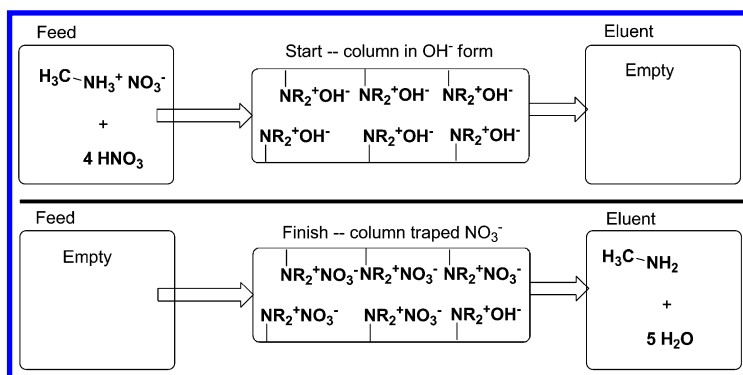 Feed
Start -- column in OH⁻ form
Eluent
H₃C NH₃⁺ NO₃⁻
+
4 HNO₃
NR₂⁺OH⁻ NR₂⁺OH⁻ NR₂⁺OH⁻
NR₂⁺OH⁻ NR₂⁺OH⁻ NR₂⁺OH⁻
Empty
Feed
Finish -- column traped NO₃⁻
Eluent
Empty
NR₂⁺NO₃⁻ NR₂⁺NO₃⁻ NR₂⁺NO₃⁻
NR₂⁺NO₃⁻ NR₂⁺NO₃⁻ NR₂⁺OH⁻
H₃C NH₂
+
5 H₂O